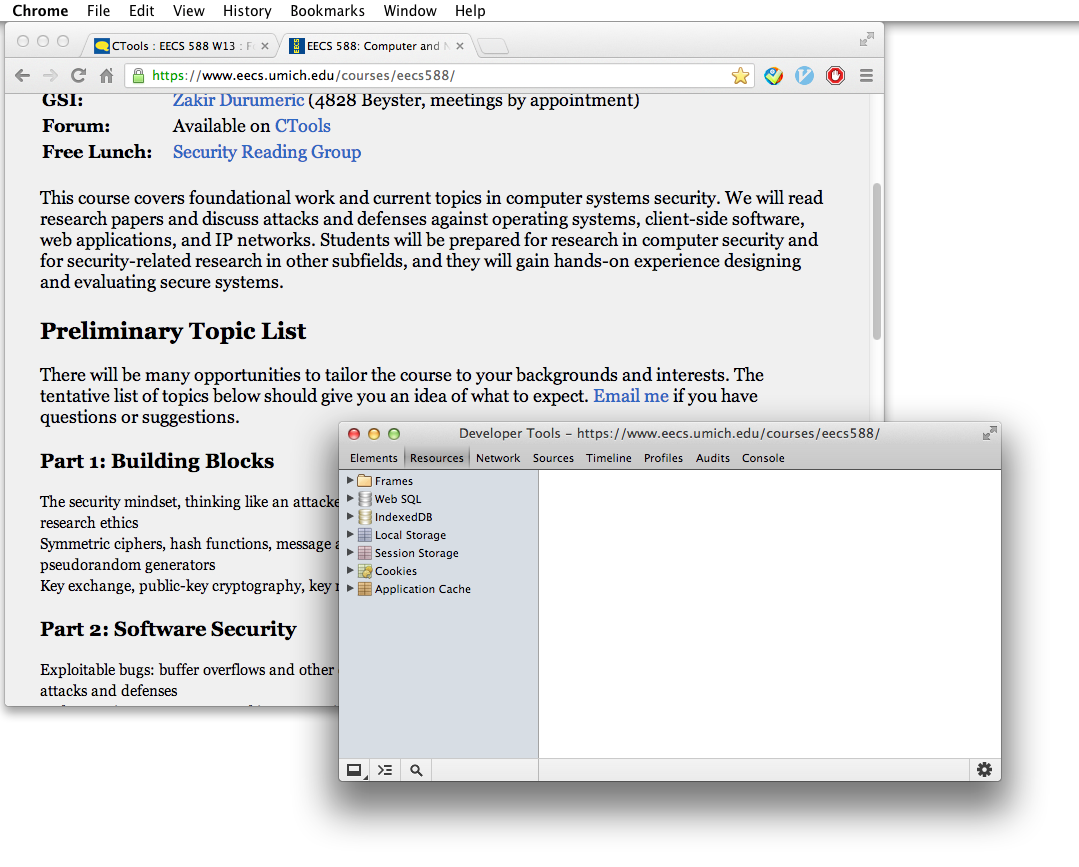 Chrome File Edit View History Bookmarks Window Help
CTools : EECS 588 W13 : F
EECS 588: Computer and N
https://www.eecs.umich.edu/courses/eecs588/
GSI: Zakir Durumeric (4828 Beyster, meetings by appointment)
Forum: Available on CTools
Free Lunch: Security Reading Group
This course covers foundational work and current topics in computer systems security. We will read
research papers and discuss attacks and defenses against operating systems, client-side software,
web applications, and IP networks. Students will be prepared for research in computer security and
for security-related research in other subfields, and they will gain hands-on experience designing
and evaluating secure systems.
Preliminary Topic List
There will be many opportunities to tailor the course to your backgrounds and interests. The
tentative list of topics below should give you an idea of what to expect. Email me if you have
questions or suggestions.
Part 1: Building Blocks
The security mindset, thinking like an attacke
research ethics
Symmetric ciphers, hash functions, message a
pseudorandom generators
Key exchange, public-key cryptography, key
Part 2: Software Security
Exploitable bugs: buffer overflows and other
attacks and defenses
Developer Tools – https://www.eecs.umich.edu/courses/eecs588/
Elements Resources Network Sources Timeline Profiles Audits Console
Frames
Web SQL
IndexedDB
Local Storage
Session Storage
Cookies
Application Cache